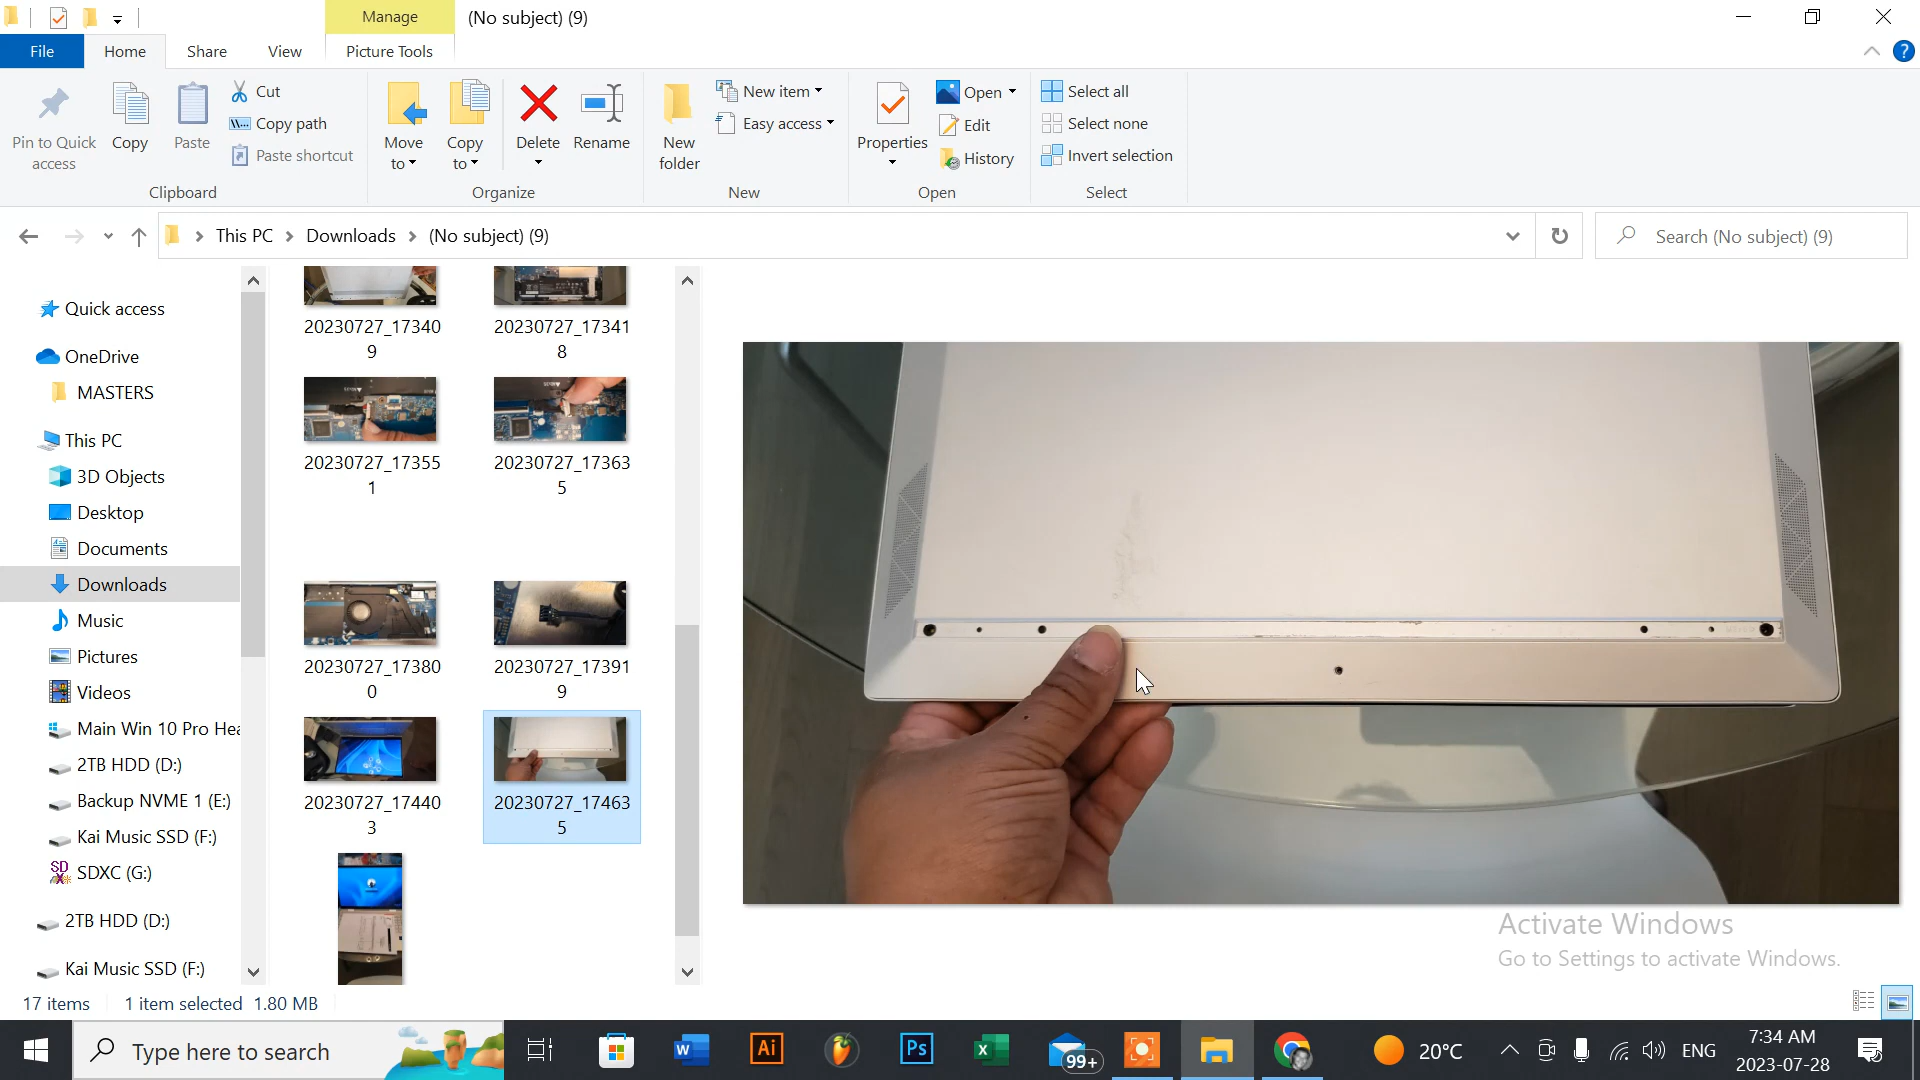 Manage
(No subject) (9)
File
Home
Share
View
Picture Tools
Pin to Quick access
Copy
Paste
Cut
Copy path
Paste shortcut
Clipboard
Move to
Copy to
Delete
Rename
Organize
New folder
New item
Easy access
New
Properties
Open
Edit
History
Open
Select all
Select none
Invert selection
Select
This PC
Downloads
(No subject) (9)
Search (No subject) (9)
Quick access
OneDrive
MASTERS
This PC
3D Objects
Desktop
Documents
Downloads
Music
Pictures
Videos
Main Win 10 Pro Hea
2TB HDD (D:)
Backup NVME 1 (E:)
Kai Music SSD (F:)
SDXC (G:)
2TB HDD (D:)
Kai Music SSD (F:)
20230727_17340
9
20230727_17341
8
20230727_17355
1
20230727_17363
5
20230727_17380
0
20230727_17391
9
20230727_17440
3
20230727_17463
5
Activate Windows
Go to Settings to activate Windows.
17 items
1 item selected 1.80 MB
Type here to search
99+
20°C
ENG
7:34 AM
2023-07-28